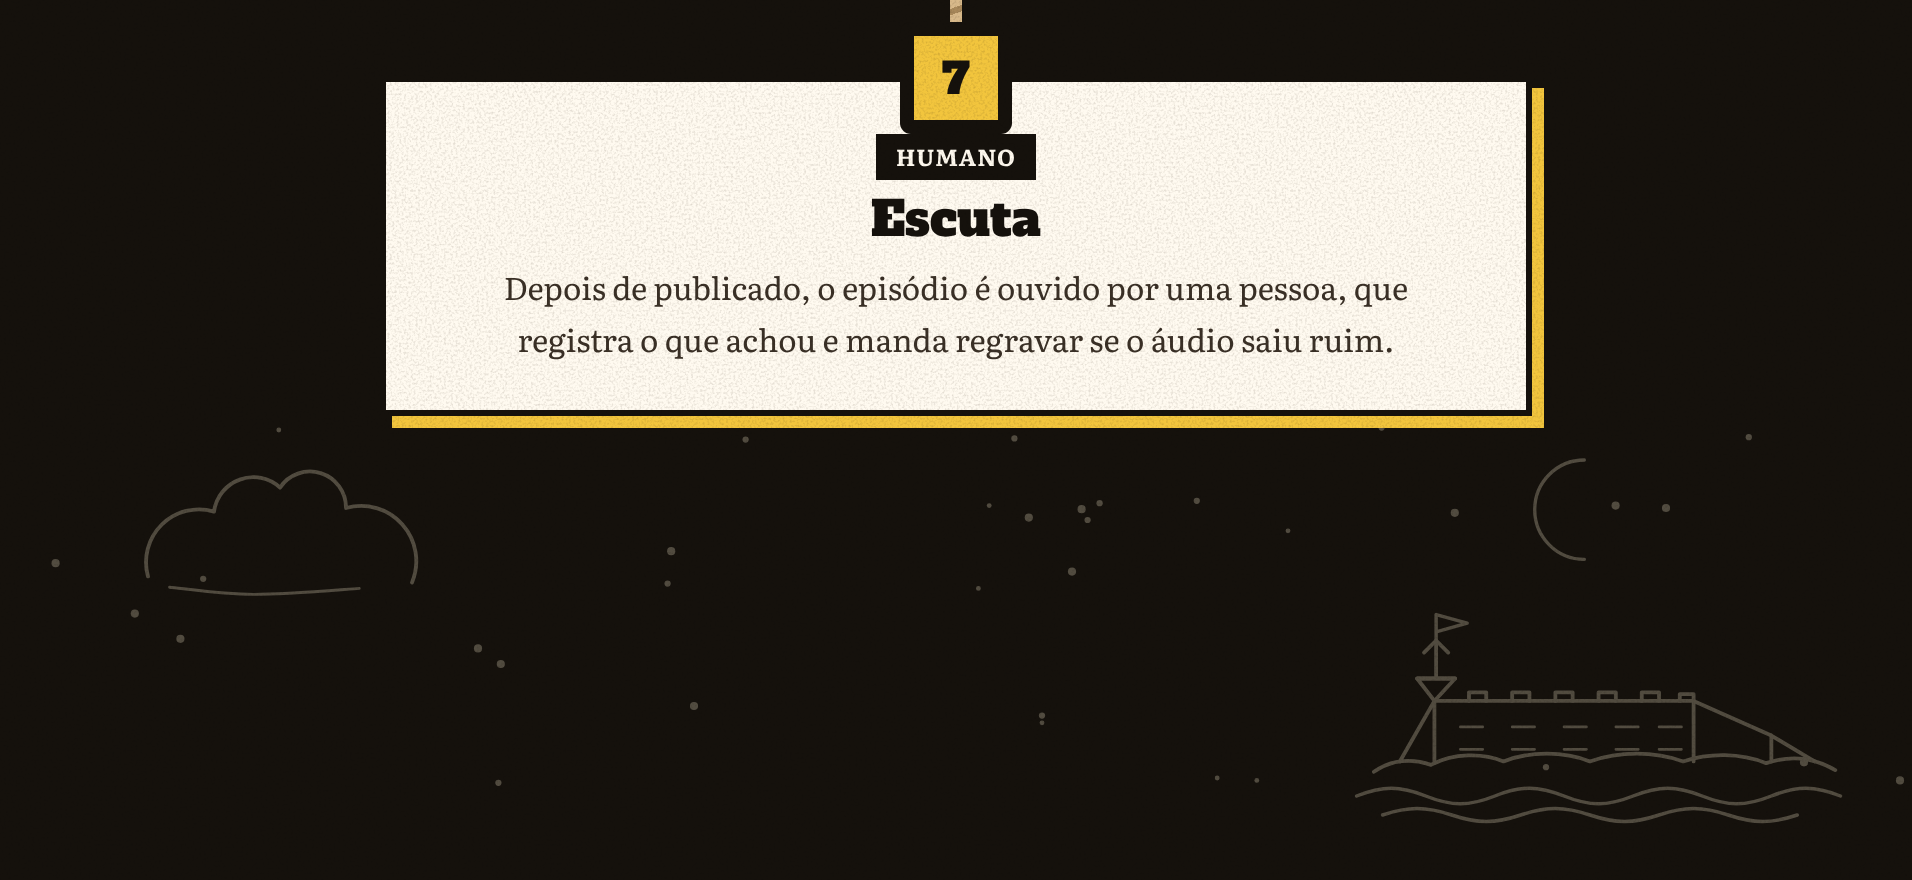 7
HUMANO
Escuta
Depois de publicado, o episódio é ouvido por uma pessoa, que
registra o que achou e manda regravar se o áudio saiu ruim.